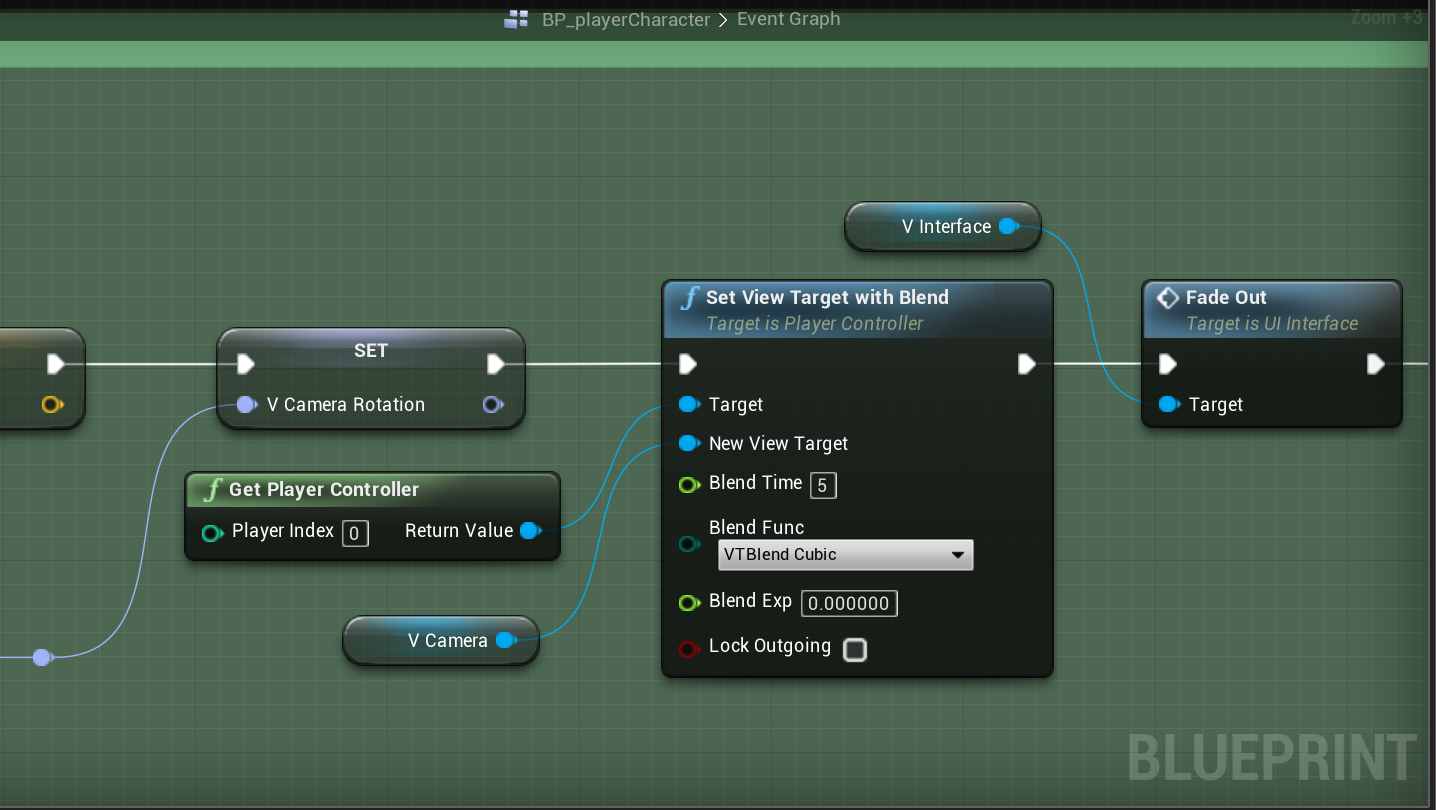 BP_playerCharacter > Event Graph
Zoom +3
V Interface
Set View Target with Blend
Target is Player Controller
Fade Out
Target is UI Interface
SET
V Camera Rotation
Target
Target
New View Target
Get Player Controller
Blend Time 5
Player Index 0 Return Value
Blend Func
VTBlend Cubic
Blend Exp 0.000000
V Camera
Lock Outgoing
BLUEPRINT